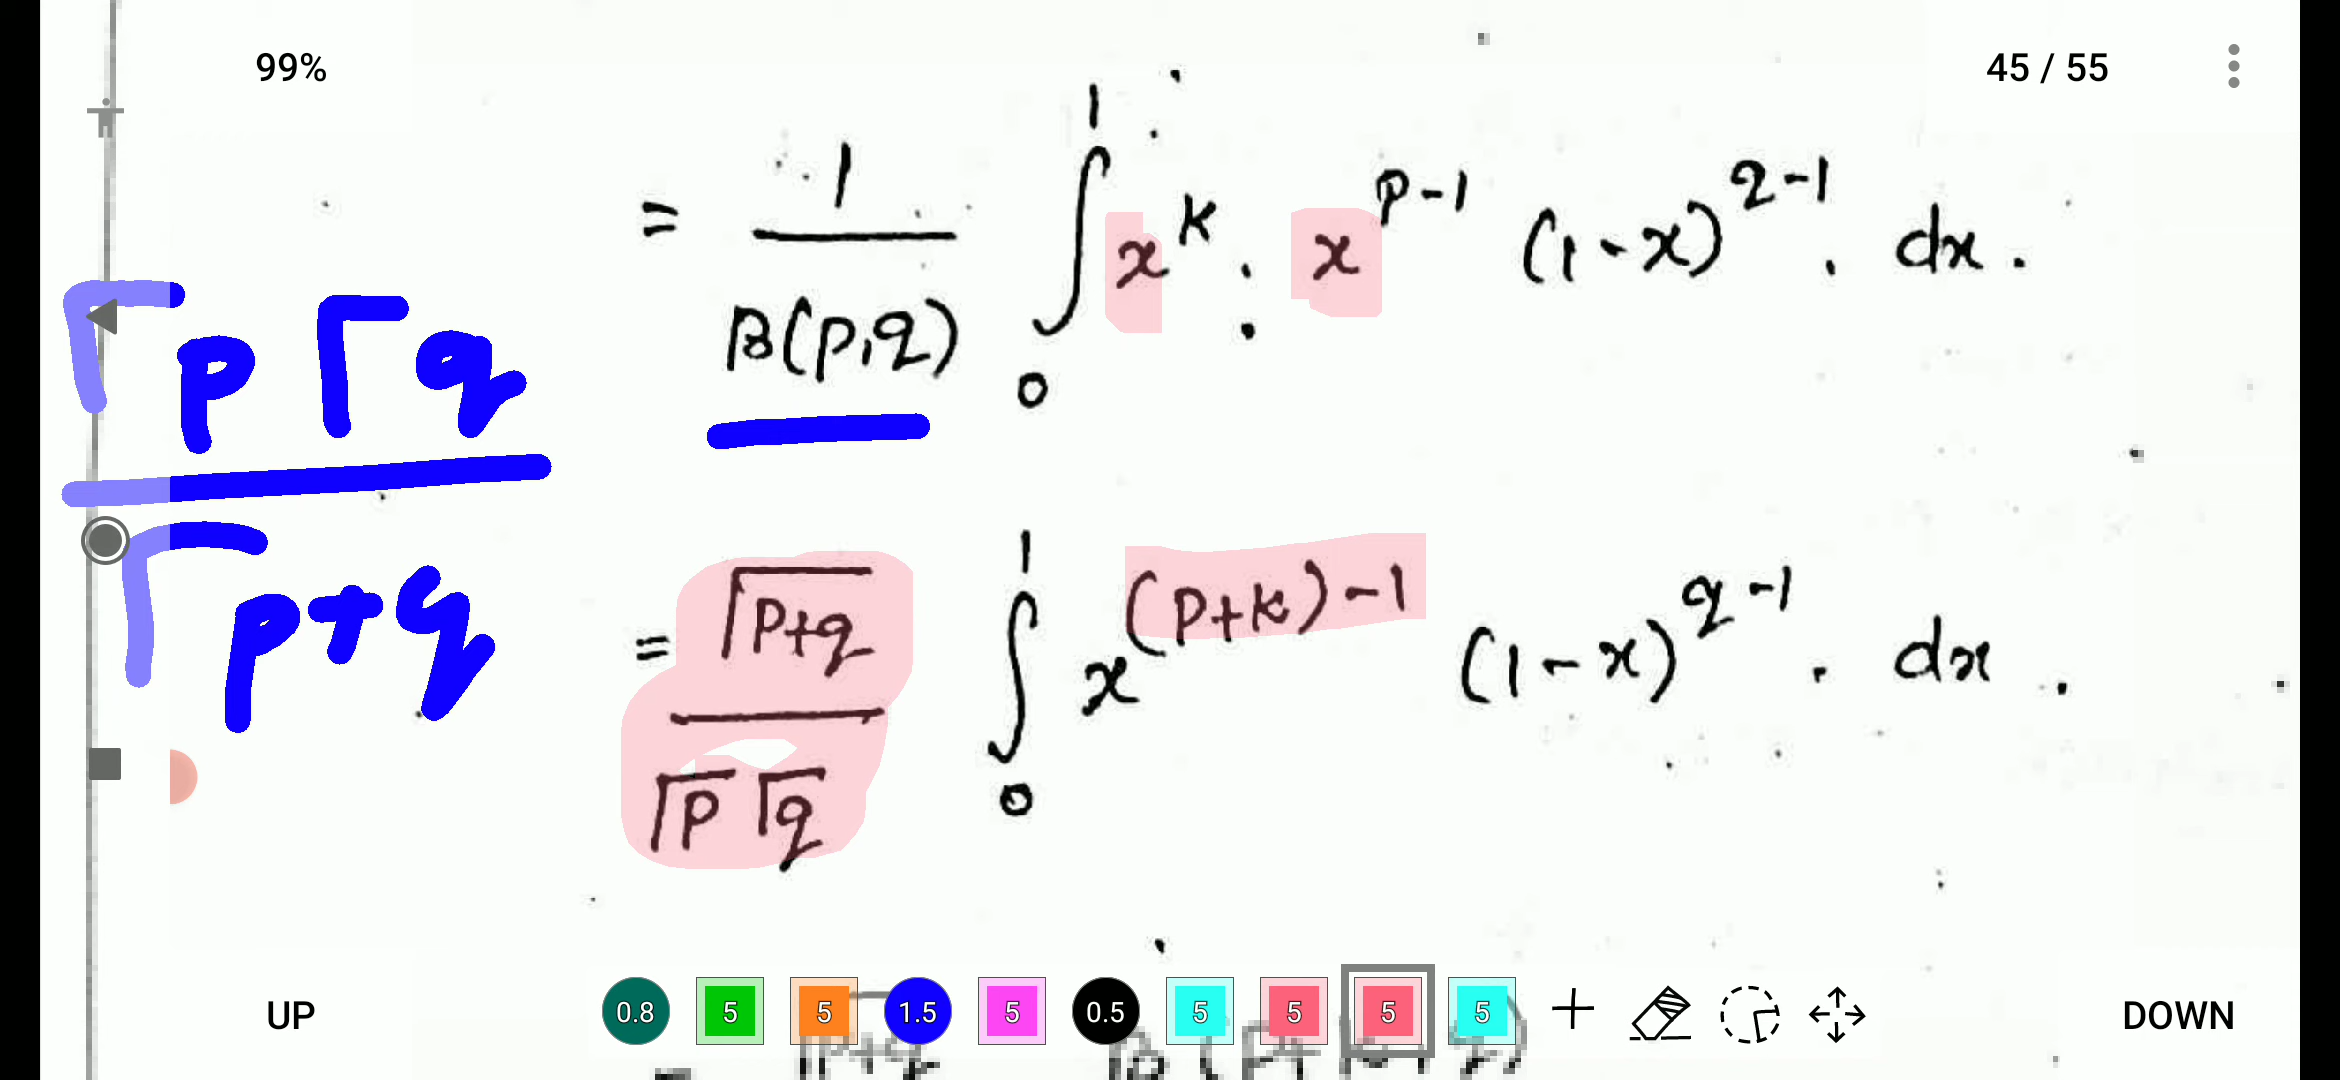 99%
45 / 55
= 1 / B(p,q) ∫₀¹ x^k . x^(p-1) (1-x)^(q-1) . dx .
Γp Γq / Γp+q
= Γp+q / Γp Γq ∫₀¹ x^((p+k)-1) (1-x)^(q-1) . dx .
UP
0.8 5 5 1.5 5 0.5 5 5 5 5
DOWN